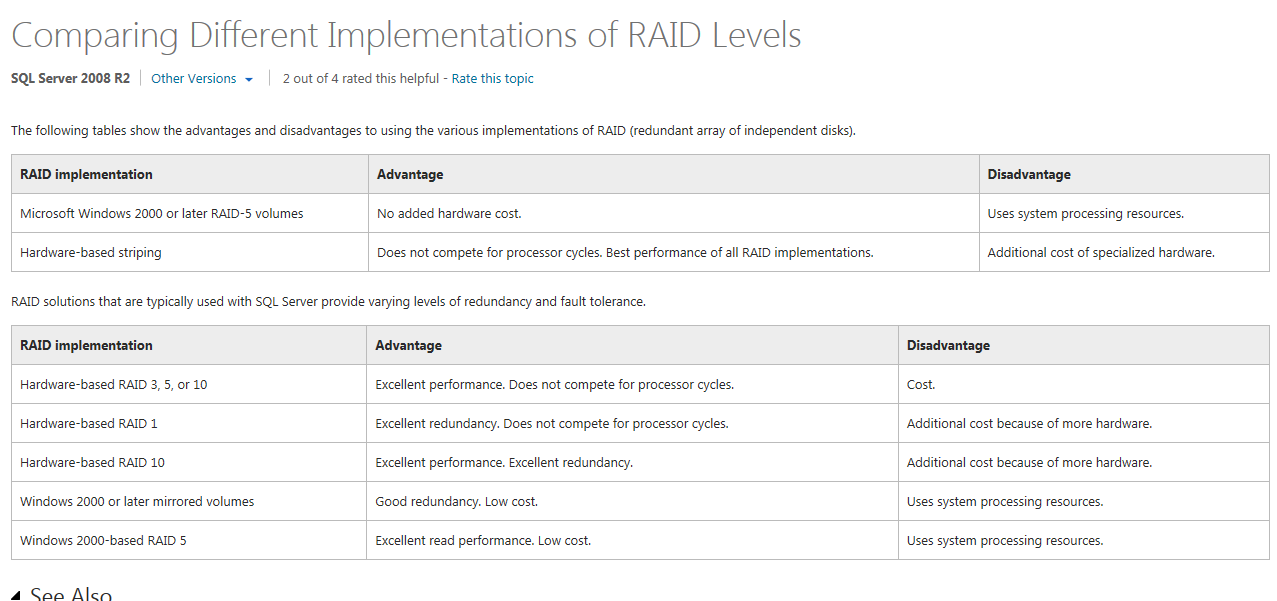 Comparing Different Implementations of RAID Levels
SQL Server 2008 R2 Other Versions 2 out of 4 rated this helpful - Rate this topic
The following tables show the advantages and disadvantages to using the various implementations of RAID (redundant array of independent disks).
RAID implementation Advantage Disadvantage
Microsoft Windows 2000 or later RAID-5 volumes No added hardware cost. Uses system processing resources.
Hardware-based striping Does not compete for processor cycles. Best performance of all RAID implementations. Additional cost of specialized hardware.
RAID solutions that are typically used with SQL Server provide varying levels of redundancy and fault tolerance.
RAID implementation Advantage Disadvantage
Hardware-based RAID 3, 5, or 10 Excellent performance. Does not compete for processor cycles. Cost.
Hardware-based RAID 1 Excellent redundancy. Does not compete for processor cycles. Additional cost because of more hardware.
Hardware-based RAID 10 Excellent performance. Excellent redundancy. Additional cost because of more hardware.
Windows 2000 or later mirrored volumes Good redundancy. Low cost. Uses system processing resources.
Windows 2000-based RAID 5 Excellent read performance. Low cost. Uses system processing resources.
See Also